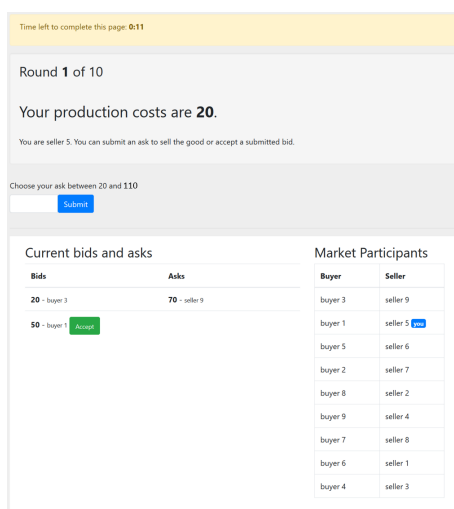 Time left to complete this page: 0:11
Round 1 of 10
Your production costs are 20.
You are seller 5. You can submit an ask to sell the good or accept a submitted bid.
Choose your ask between 20 and 110
Submit
Current bids and asks
Bids Asks
20 - buyer 3 70 - seller 9
50 - buyer 1 Accept
Market Participants
Buyer Seller
buyer 3 seller 9
buyer 1 seller 5 you
buyer 5 seller 6
buyer 2 seller 7
buyer 8 seller 2
buyer 9 seller 4
buyer 7 seller 8
buyer 6 seller 1
buyer 4 seller 3